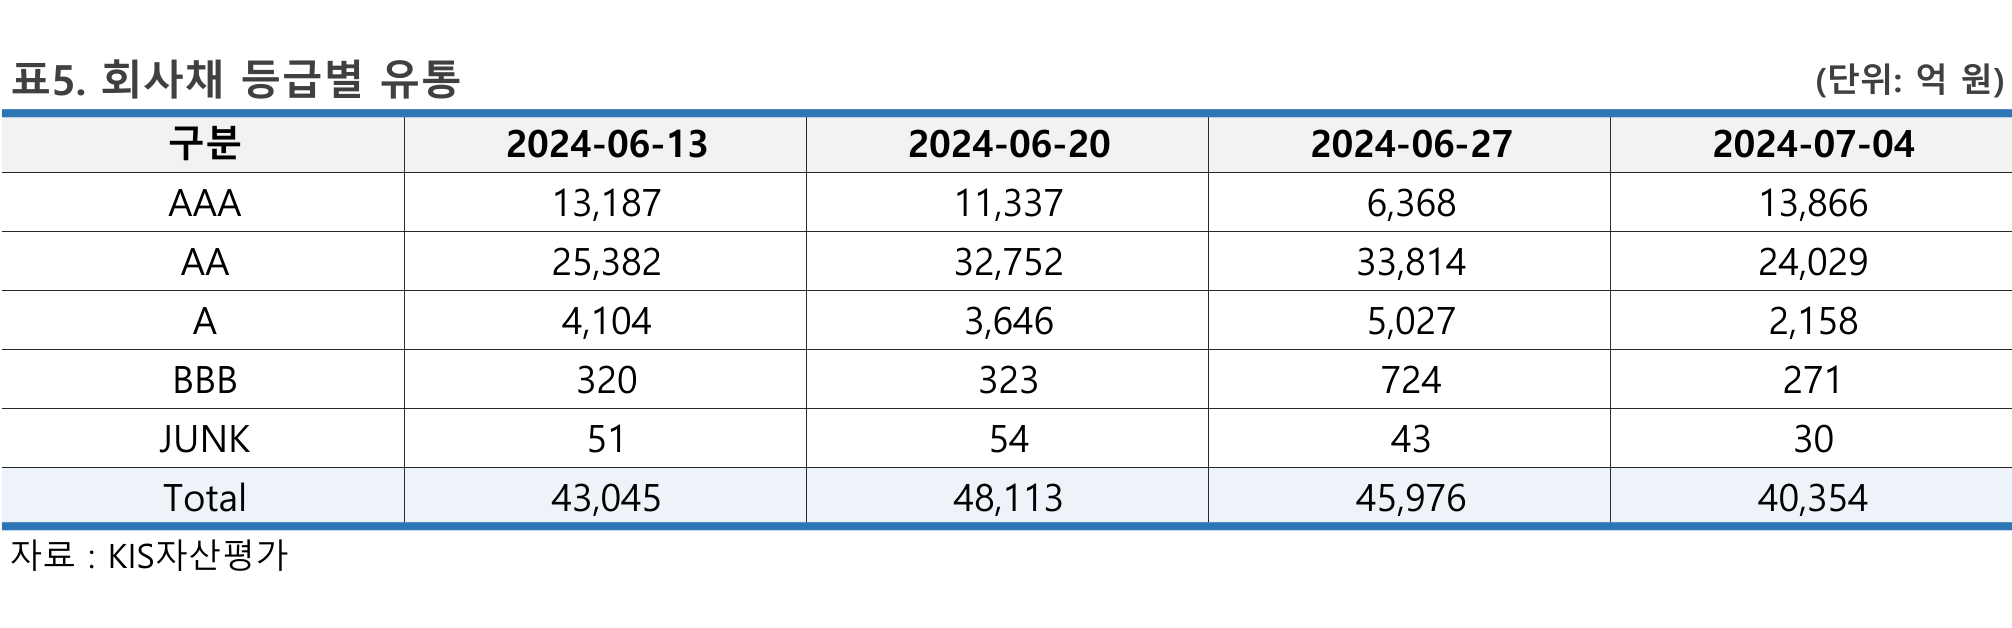 표5. 회사채 등급별 유통 (단위: 억 원)
구분 2024-06-13 2024-06-20 2024-06-27 2024-07-04
AAA 13,187 11,337 6,368 13,866
AA 25,382 32,752 33,814 24,029
A 4,104 3,646 5,027 2,158
BBB 320 323 724 271
JUNK 51 54 43 30
Total 43,045 48,113 45,976 40,354
자료 : KIS자산평가